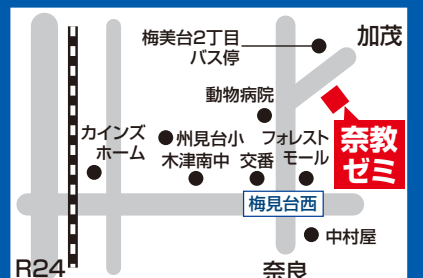 梅美台2丁目
バス停
加茂
動物病院
カインズ
ホーム
州見台小
フォレスト
モール
木津南中
交番
奈教
ゼミ
梅見台西
中村屋
R24
奈良